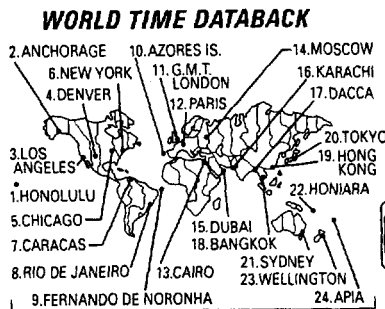 WORLD TIME DATABACK
2.ANCHORAGE
10.AZORES IS.
14.MOSCOW
6.NEW YORK
11.G.M.T.
LONDON
16.KARACHI
4.DENVER
12.PARIS
17.DACCA
3.LOS
ANGELES
20.TOKYO
19.HONG
KONG
1.HONOLULU
22.HONIARA
5.CHICAGO
7.CARACAS
15.DUBAI
18.BANGKOK
8.RIO DE JANEIRO
13.CAIRO
21.SYDNEY
23.WELLINGTON
9.FERNANDO DE NORONHA
24.APIA